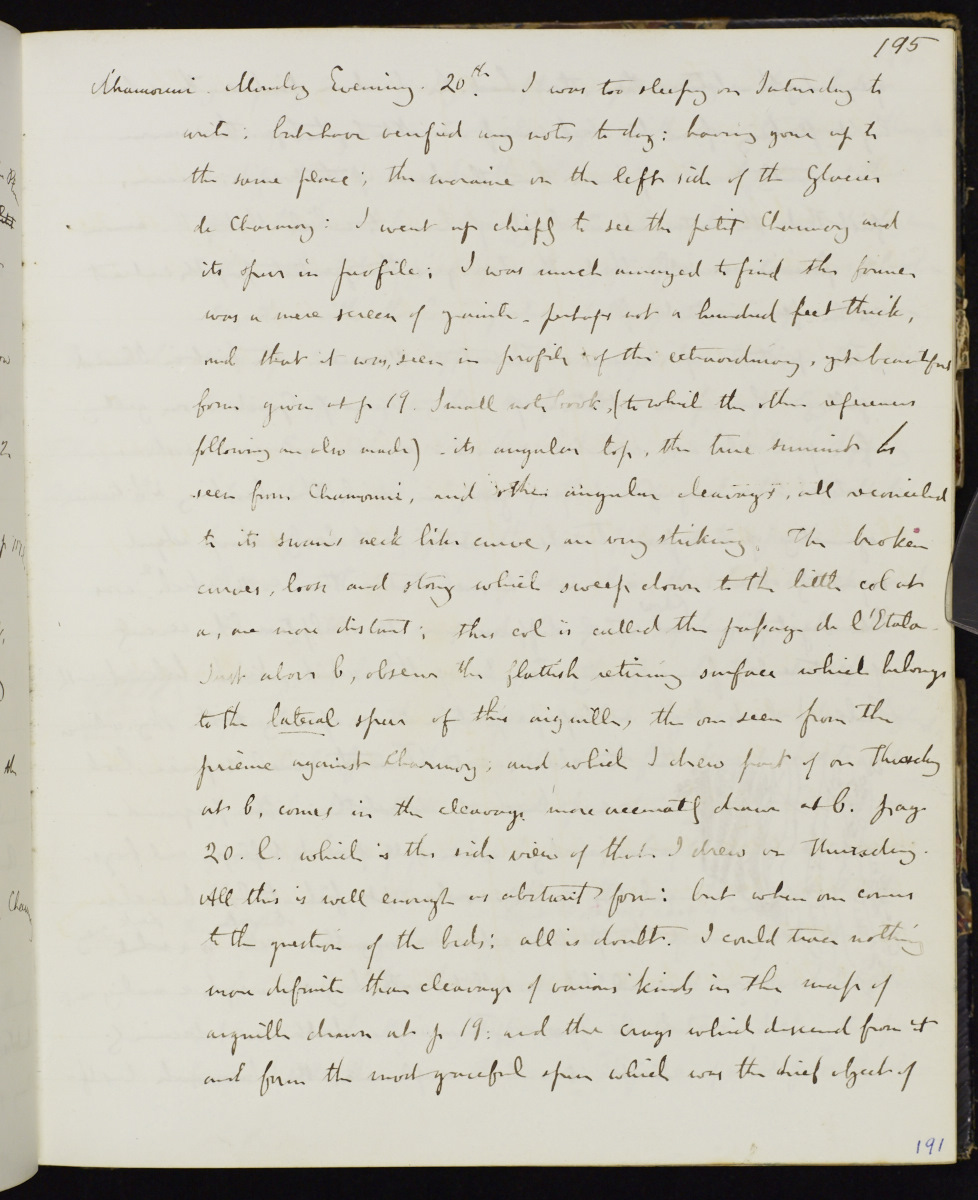 195
Chamouni. Monday Evening. 20th. I was too sleepy on Saturday to
write; but have verified my notes to day: having gone up to
the same place; the moraine on the left side of the Glacier
de Charmoz: I went up chiefly to see the petit Charmoz and
its spur in profile; I was much amazed to find the former
was a mere screen of granite - perhaps not a hundred feet thick,
and that it was, seen in profile of this extraordinary, yet beautiful
form given at p 19. Small note book, (to which the other references
following are also made) - its angular top, the true summit as
seen from Chamouni, and other angular cleavages, all reconciled
to its swan's neck like curve, are very striking. The broken
curves, loose and stony which sweep down to the little col at
a, are more distant; this col is called the passage de l'Etala.
Just above b, observe the flattish retiring surface which belongs
to the lateral spur of this aiguille, the one seen from the
against Charmoz; and which I drew part of on Thursday
at b, comes in the cleavage more accurately drawn at b. page
20. l. which is the side view of that I drew on Thursday.
All this is well enough as abstract form: but when one comes
to the question of the beds; all is doubt. I could trace nothing
more definite than cleavage of various kinds in the mass of
aiguille drawn at p 19: and the crags which descend from it
and form the most graceful spur which was the chief object of
191